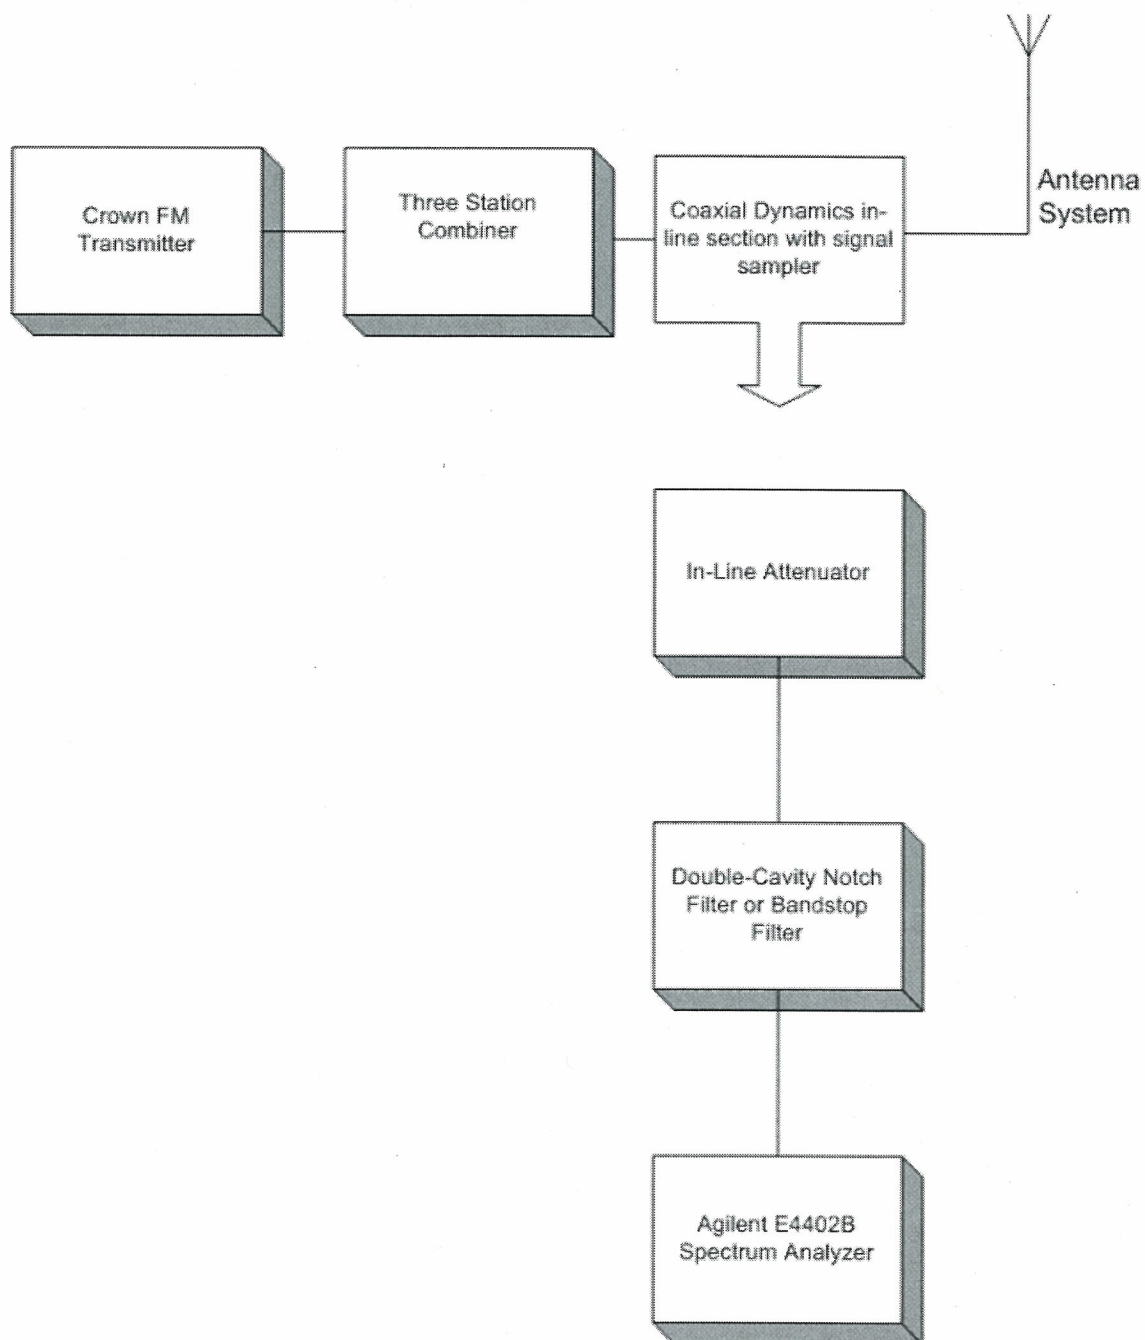 Crown FM
Transmitter
Three Station
Combiner
Coaxial Dynamics in-
line section with signal
sampler
Antenna
System
In-Line Attenuator
Double-Cavity Notch
Filter or Bandstop
Filter
Agilent E4402B
Spectrum Analyzer